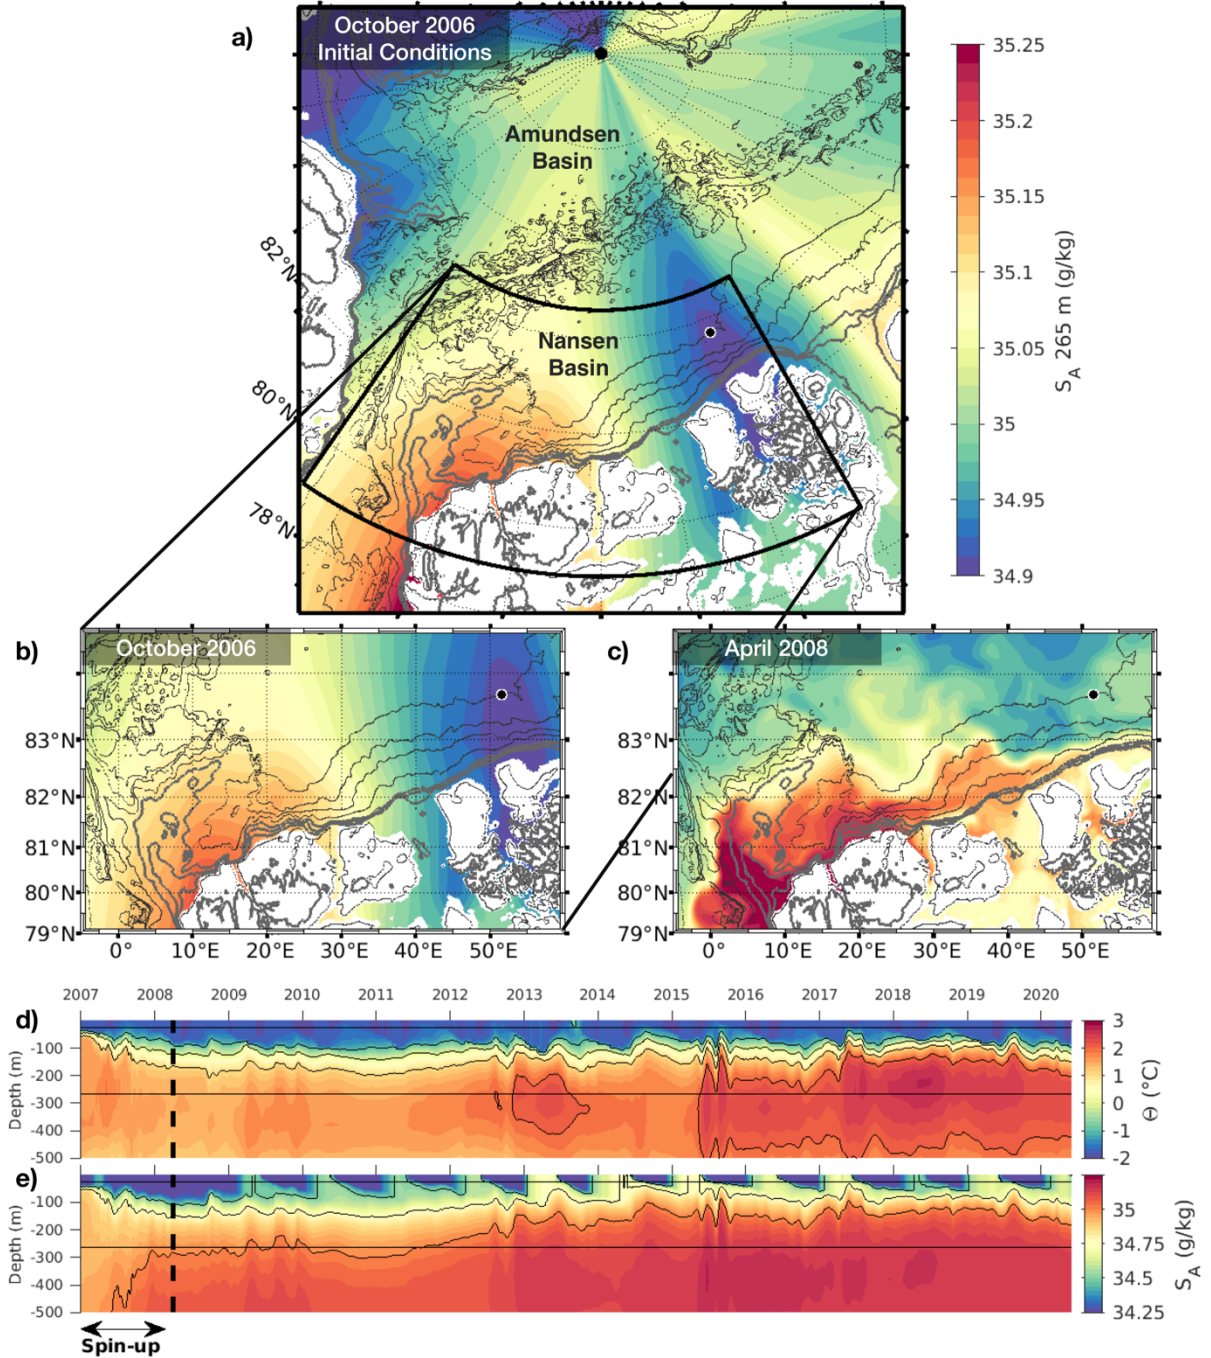 a)
October 2006
Initial Conditions
Amundsen
Basin
Nansen
Basin
82°N
80°N
78°N
35.25
35.2
35.15
35.1
35.05
35
34.95
34.9
S_A 265 m (g/kg)
b)
October 2006
83°N
82°N
81°N
80°N
79°N
0°
10°E
20°E
30°E
40°E
50°E
c)
April 2008
83°N
82°N
81°N
80°N
79°N
0°
10°E
20°E
30°E
40°E
50°E
2007 2008 2009 2010 2011 2012 2013 2014 2015 2016 2017 2018 2019 2020
d)
-100
-200
-300
-400
-500
Depth (m)
3
2
1
0
-1
-2
Θ (°C)
e)
-100
-200
-300
-400
-500
Depth (m)
35
34.75
34.5
34.25
S_A (g/kg)
Spin-up